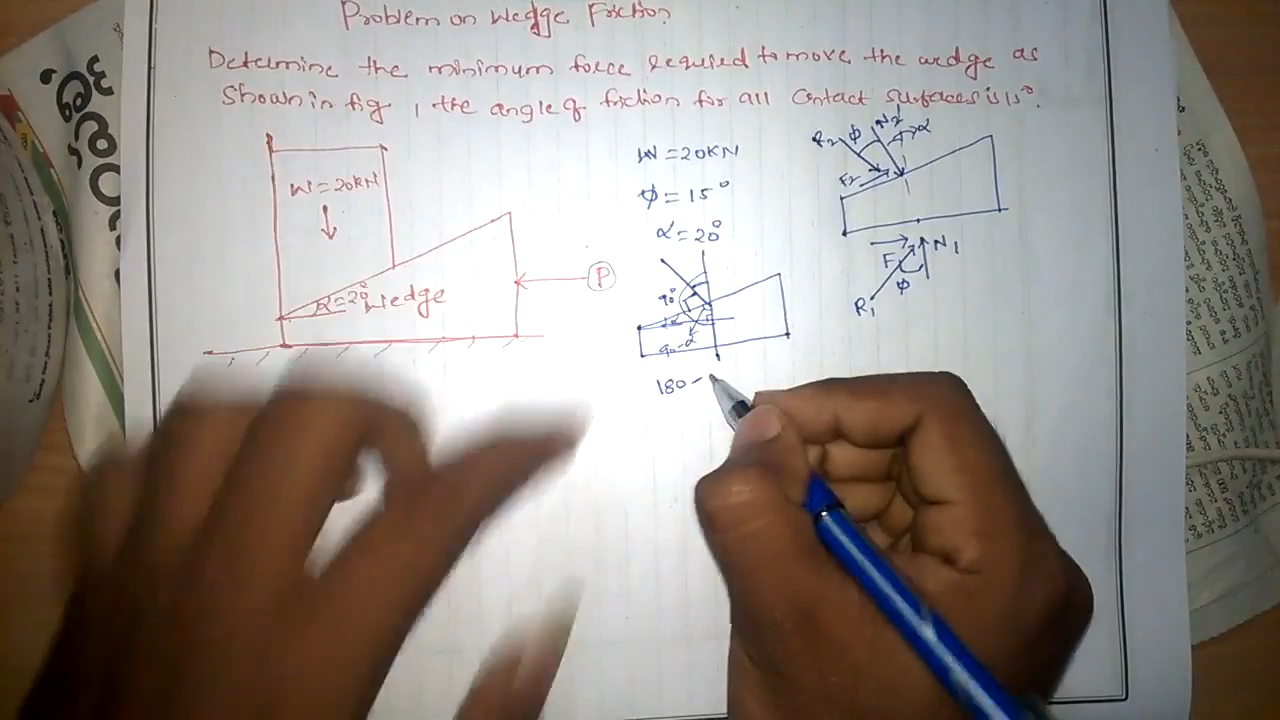 Problem on Wedge Friction
Determine the minimum force required to move the wedge as
Shown in fig, the angle of friction for all contact surfaces is 15°.
W=20KN
α=20°
Wedge
P
W=20KN
ϕ=15°
α=20°
90°
α
α
90-α
180-
R2
ϕ
N2
α
F2
F
N1
ϕ
R1